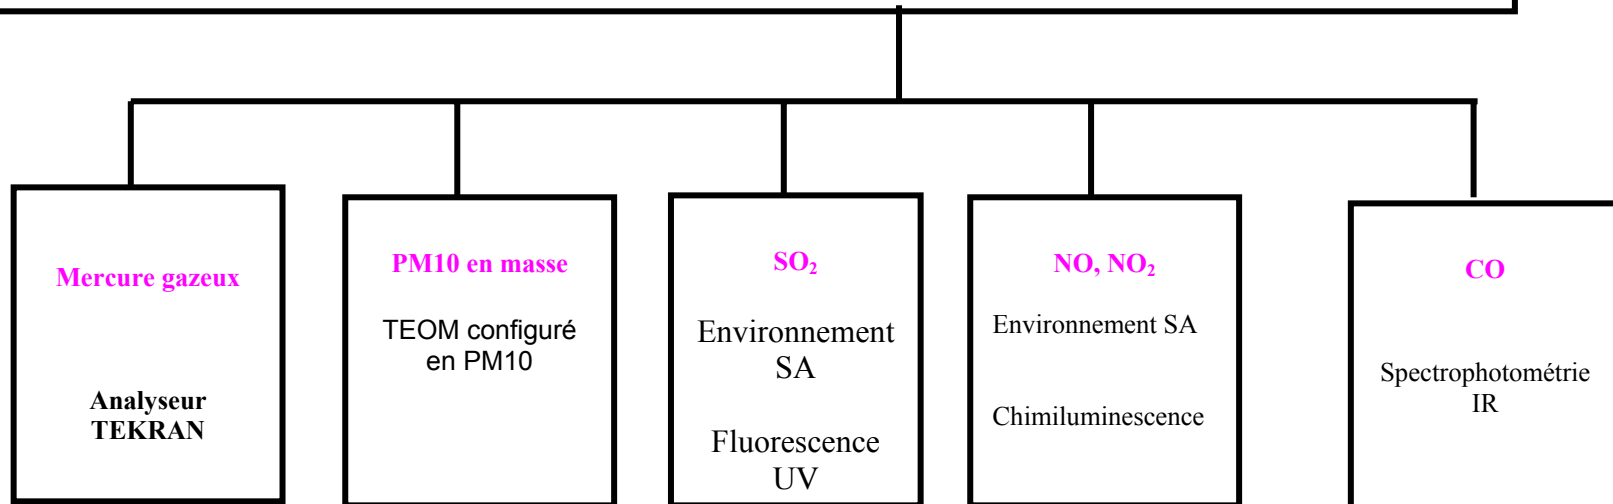 Mercure gazeux
Analyseur
TEKRAN
PM10 en masse
TEOM configuré
en PM10
SO₂
Environnement
SA
Fluorescence
UV
NO, NO₂
Environnement SA
Chimiluminescence
CO
Spectrophotométrie
IR